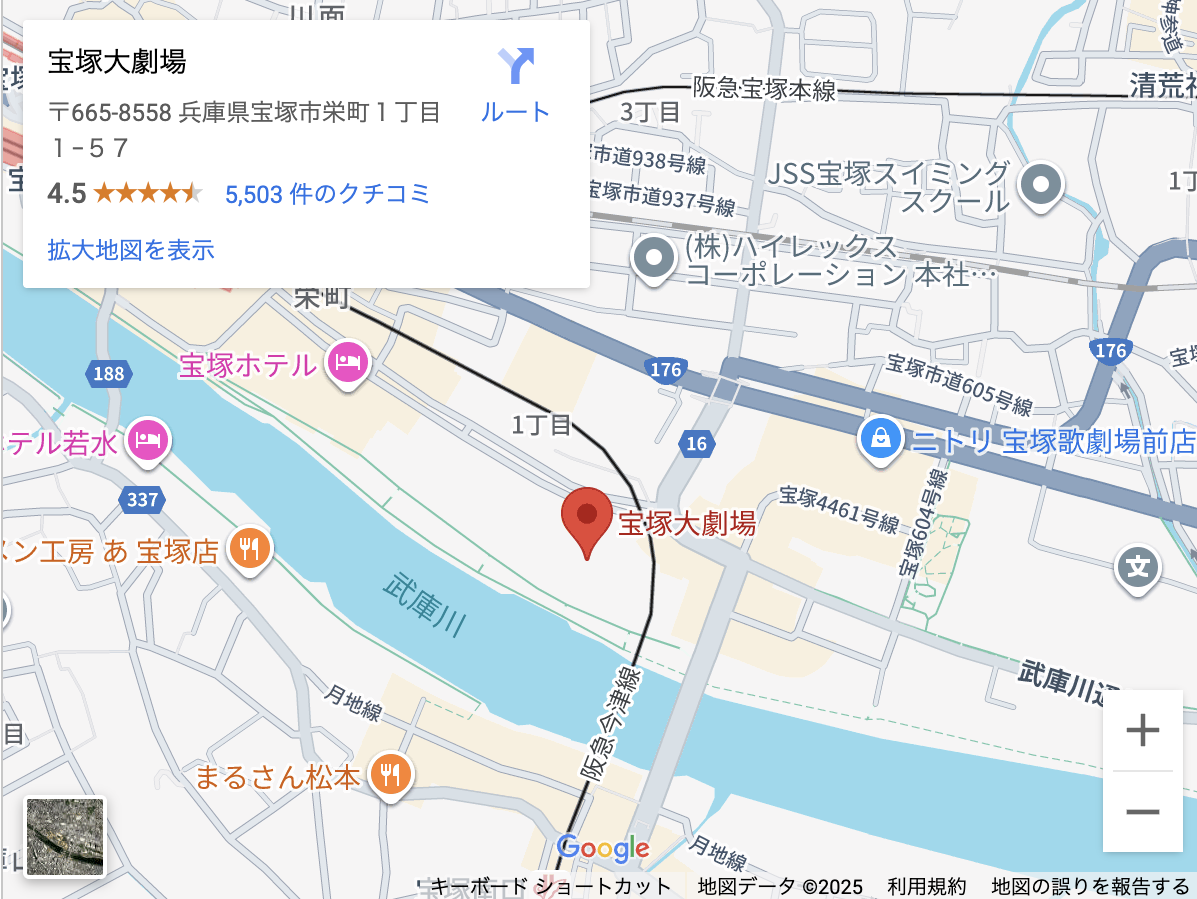 川面
宝塚大劇場
〒665-8558 兵庫県宝塚市栄町１丁目
１−５７
ルート
4.5
5,503 件のクチコミ
拡大地図を表示
阪急宝塚本線
3丁目
清荒
市道938号線
宝塚市道937号線
JSS宝塚スイミング
スクール
1丁
(株)ハイレックス
コーポレーション 本社…
栄町
176
176
宝塚市道605号線
宝塚ホテル
188
1丁目
16
ニトリ 宝塚歌劇場前店
テル若水
337
宝塚4461号線
宝塚604号線
宝塚大劇場
メン工房 あ 宝塚店
文
武庫川
武庫川
月地線
阪急今津線
目
まるさん松本
月地線
Google
宝塚南口
キーボード ショートカット
地図データ ©2025
利用規約
地図の誤りを報告する